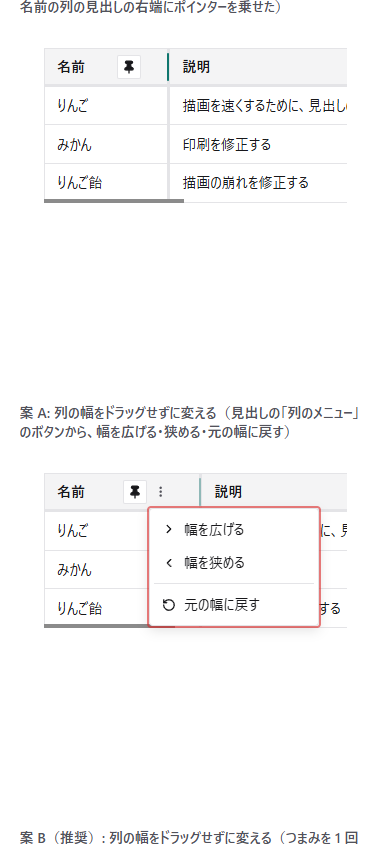 名前の列の見出しの右端にポインターを乗せた）
名前 説明
りんご 描画を速くするために、見出し
みかん 印刷を修正する
りんご飴 描画の崩れを修正する
案 A: 列の幅をドラッグせずに変える（見出しの「列のメニュー」
のボタンから、幅を広げる・狭める・元の幅に戻す）
名前 説明
りんご に、見
幅を広げる
みかん
幅を狭める
りんご飴 する
元の幅に戻す
案 B（推奨）: 列の幅をドラッグせずに変える（つまみを 1 回